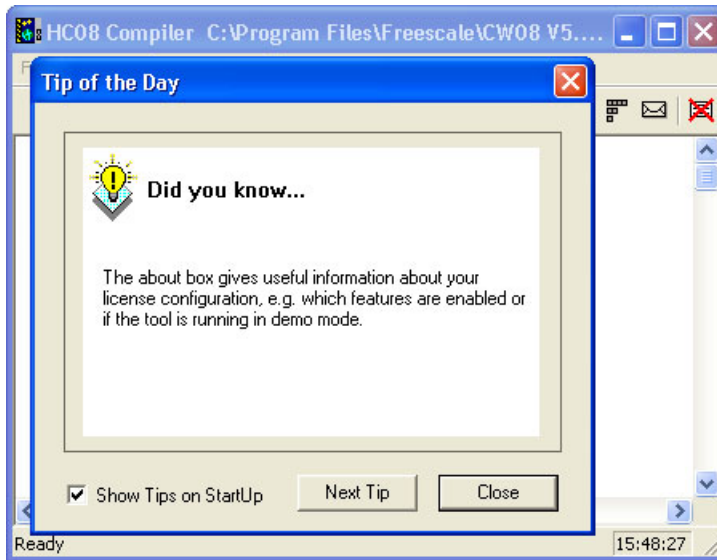 HC08 Compiler C:\Program Files\Freescale\CW08 V5....
Tip of the Day
Did you know...
The about box gives useful information about your
license configuration, e.g. which features are enabled or
if the tool is running in demo mode.
Show Tips on StartUp
Next Tip
Close
Ready
15:48:27